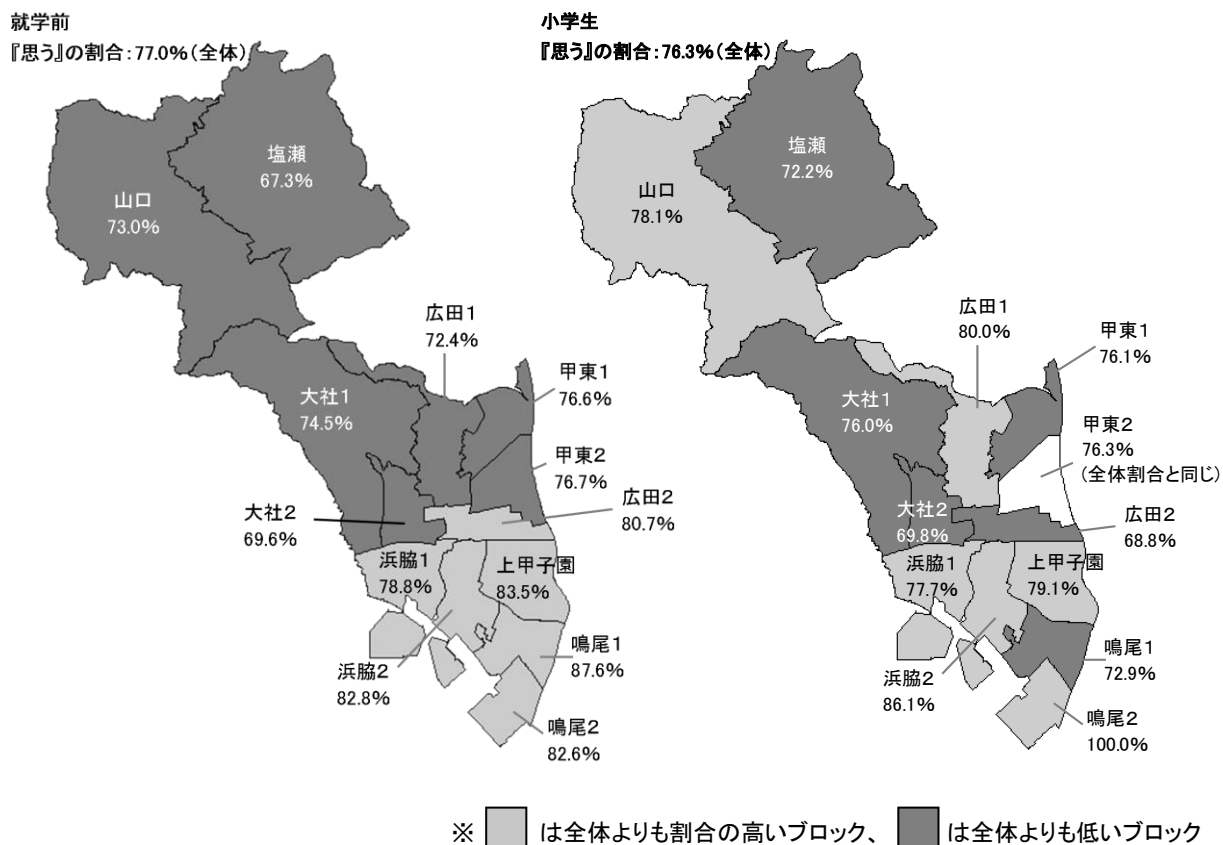 就学前
『思う』の割合：77.0%（全体）
塩瀬
67.3%
山口
73.0%
広田1
72.4%
甲東1
76.6%
大社1
74.5%
甲東2
76.7%
広田2
80.7%
大社2
69.6%
浜脇1
78.8%
上甲子園
83.5%
鳴尾1
87.6%
浜脇2
82.8%
鳴尾2
82.6%
小学生
『思う』の割合：76.3%（全体）
塩瀬
72.2%
山口
78.1%
広田1
80.0%
甲東1
76.1%
大社1
76.0%
甲東2
76.3%
（全体割合と同じ）
大社2
69.8%
広田2
68.8%
浜脇1
77.7%
上甲子園
79.1%
鳴尾1
72.9%
浜脇2
86.1%
鳴尾2
100.0%
※ は全体よりも割合の高いブロック、 は全体よりも低いブロック